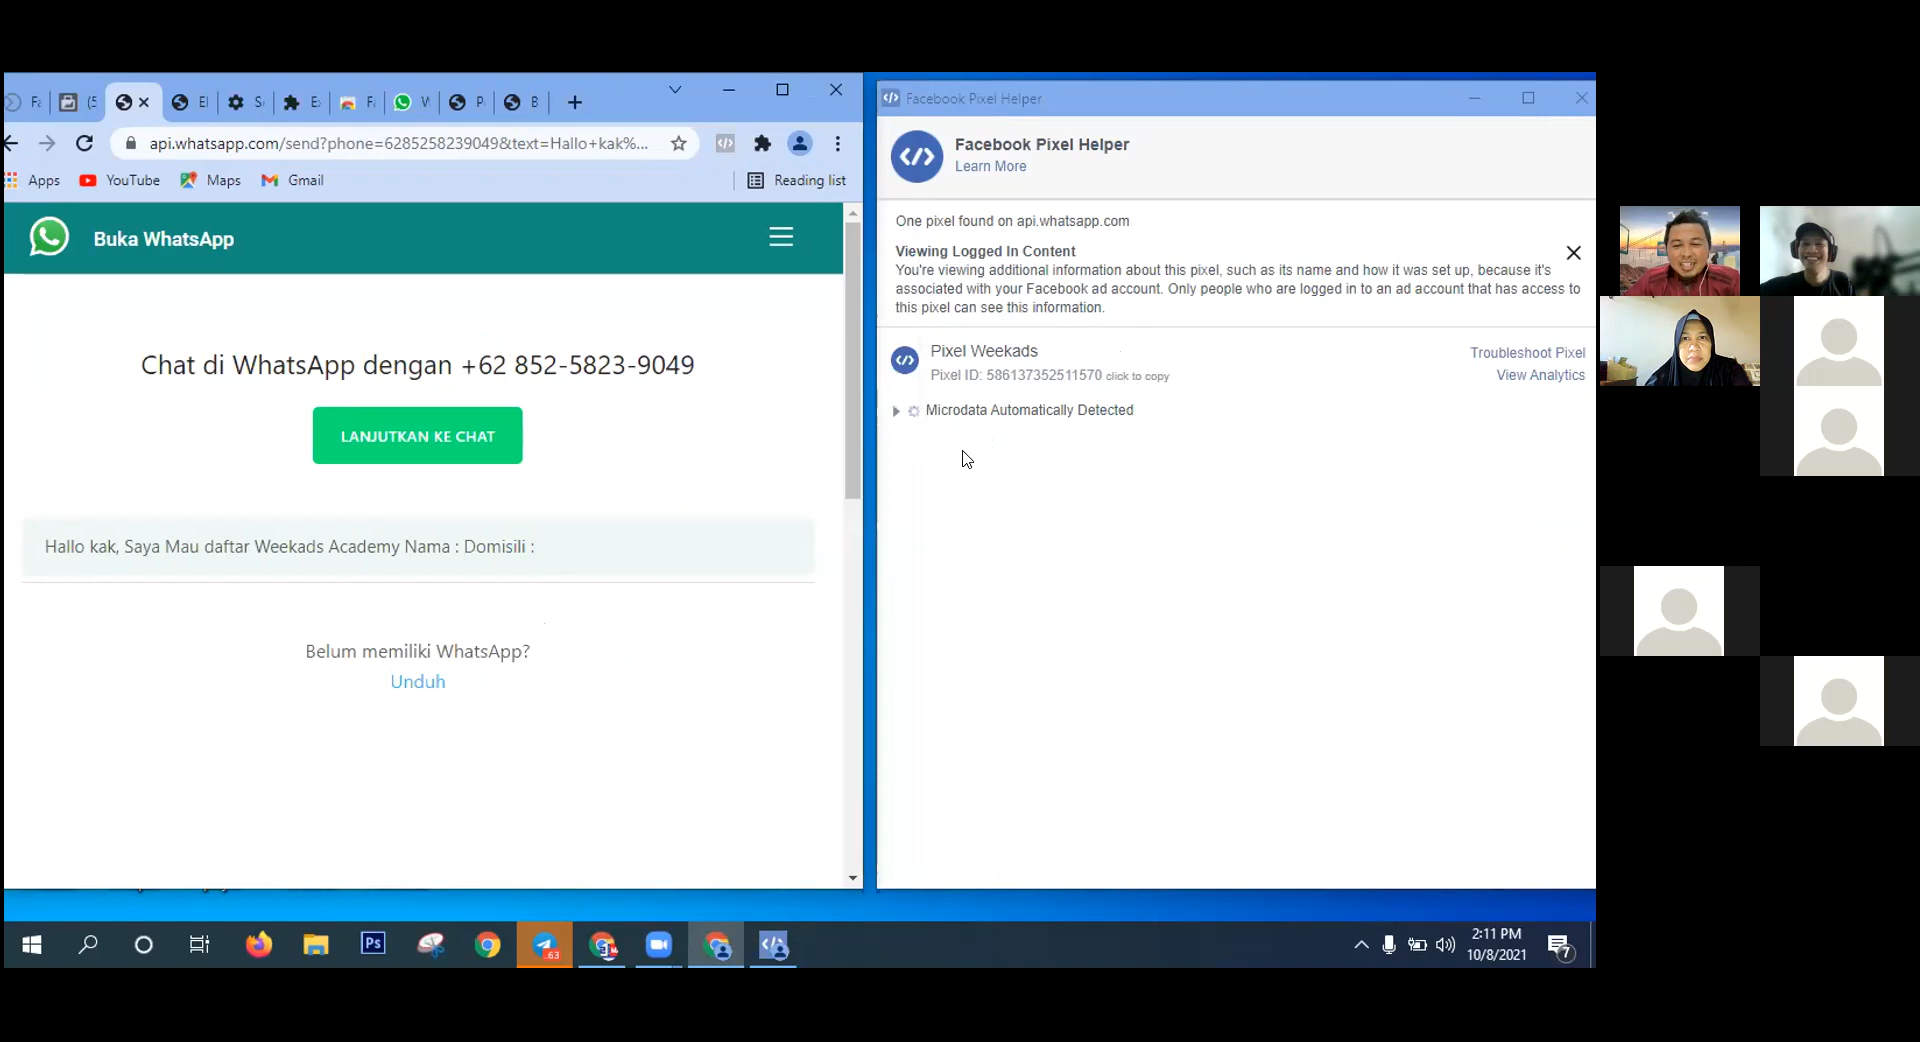 Fa
(5
El
S
E
F
V
P
B
api.whatsapp.com/send?phone=6285258239049&text=Hallo+kak%...
Apps
YouTube
Maps
Gmail
Reading list
Buka WhatsApp
Chat di WhatsApp dengan +62 852-5823-9049
LANJUTKAN KE CHAT
Hallo kak, Saya Mau daftar Weekads Academy Nama : Domisili :
Belum memiliki WhatsApp?
Unduh
Facebook Pixel Helper
Facebook Pixel Helper
Learn More
One pixel found on api.whatsapp.com
Viewing Logged In Content
You're viewing additional information about this pixel, such as its name and how it was set up, because it's
associated with your Facebook ad account. Only people who are logged in to an ad account that has access to
this pixel can see this information.
Pixel Weekads
Pixel ID: 586137352511570 click to copy
Troubleshoot Pixel
View Analytics
Microdata Automatically Detected
Ps
63
2:11 PM
10/8/2021
7